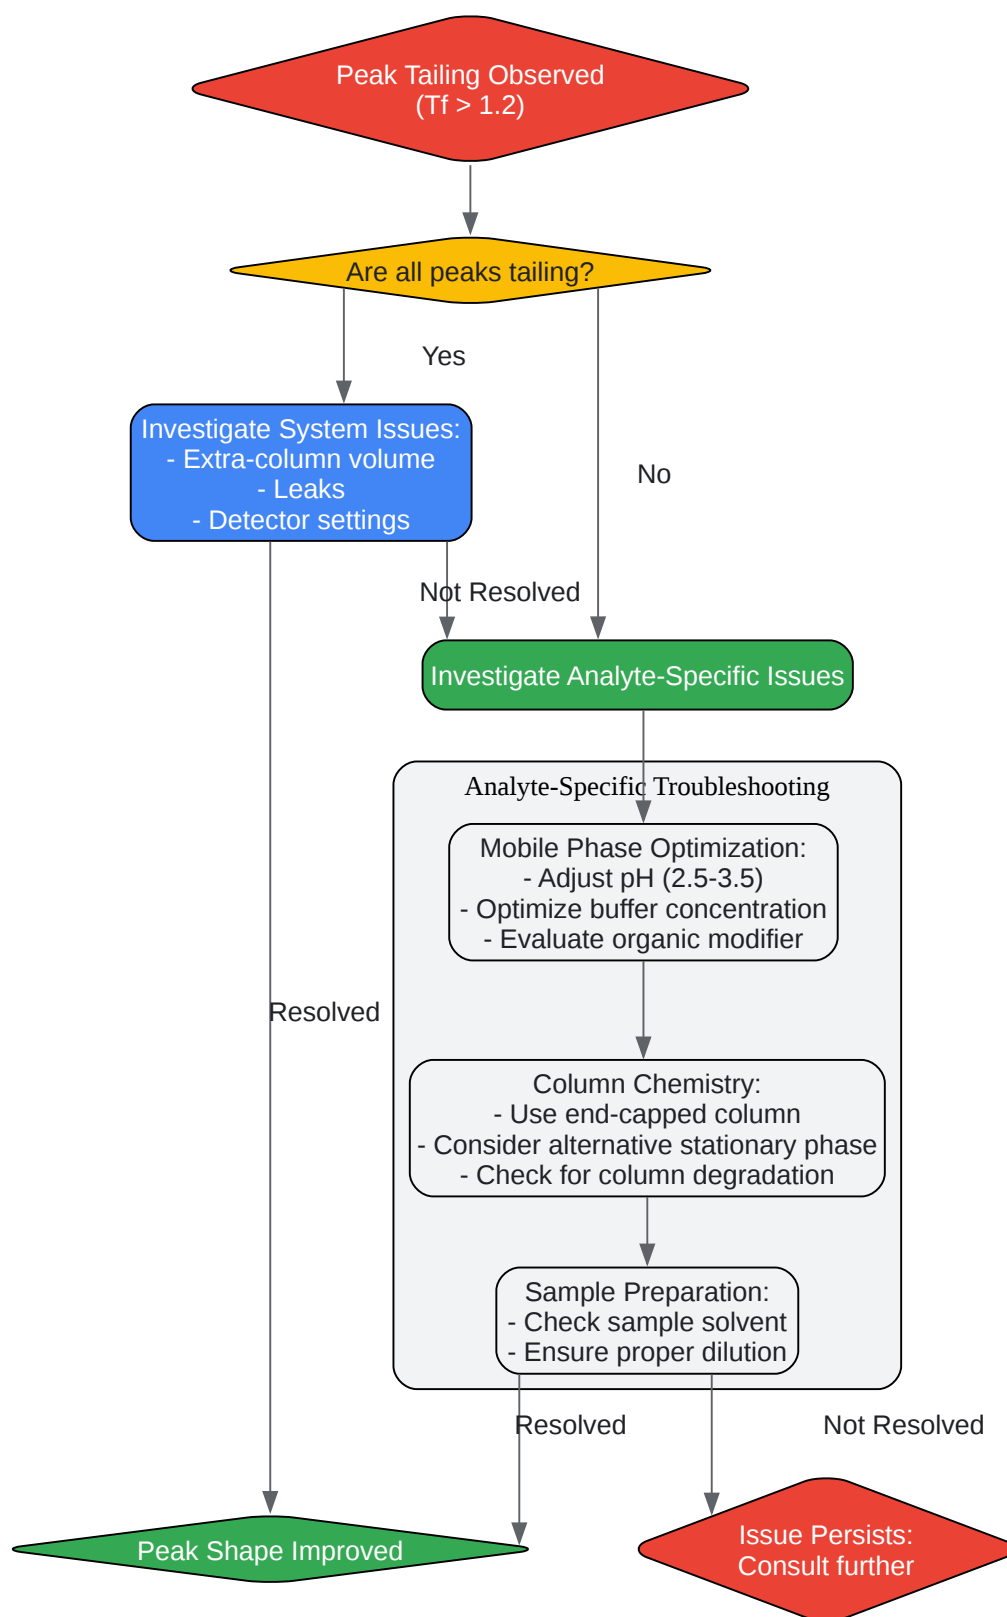 Peak Tailing Observed
(Tf > 1.2)
Are all peaks tailing?
Yes
Investigate System Issues:
- Extra-column volume
- Leaks
- Detector settings
No
Not Resolved
Investigate Analyte-Specific Issues
Analyte-Specific Troubleshooting
Mobile Phase Optimization:
- Adjust pH (2.5-3.5)
- Optimize buffer concentration
- Evaluate organic modifier
Resolved
Column Chemistry:
- Use end-capped column
- Consider alternative stationary phase
- Check for column degradation
Sample Preparation:
- Check sample solvent
- Ensure proper dilution
Resolved
Not Resolved
Peak Shape Improved
Issue Persists:
Consult further